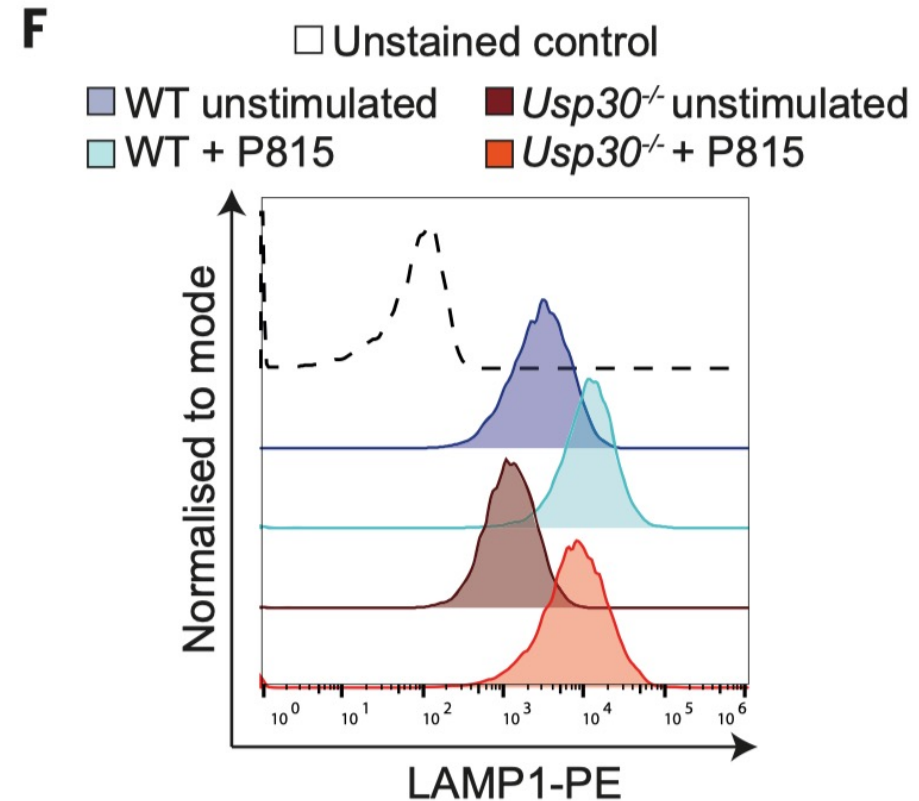 F
Unstained control
WT unstimulated
Usp30-/- unstimulated
WT + P815
Usp30-/- + P815
Normalised to mode
10 0 10 1 10 2 10 3 10 4 10 5 10 6
LAMP1-PE